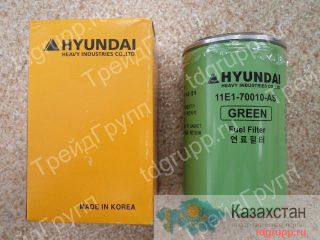 HYUNDAI
HEAVY INDUSTRIES CO.,LTD.
MADE IN KOREA
HYUNDAI
HEAVY INDUSTRIES CO.,LTD.
11E1-70010-AS
GREEN
Fuel Filter
연료필터
ТрейдГрупп
tdgrupp.ru
Казахстан
tdgrupp.ru